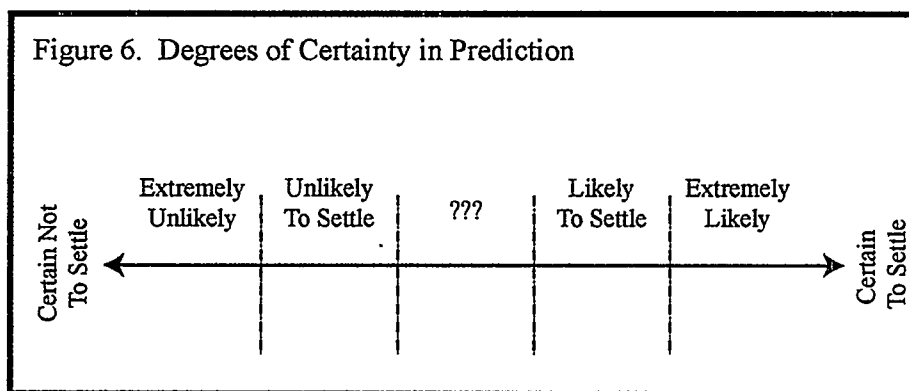 Figure 6. Degrees of Certainty in Prediction
Certain Not
To Settle
Extremely
Unlikely
Unlikely
To Settle
???
Likely
To Settle
Extremely
Likely
Certain
To Settle